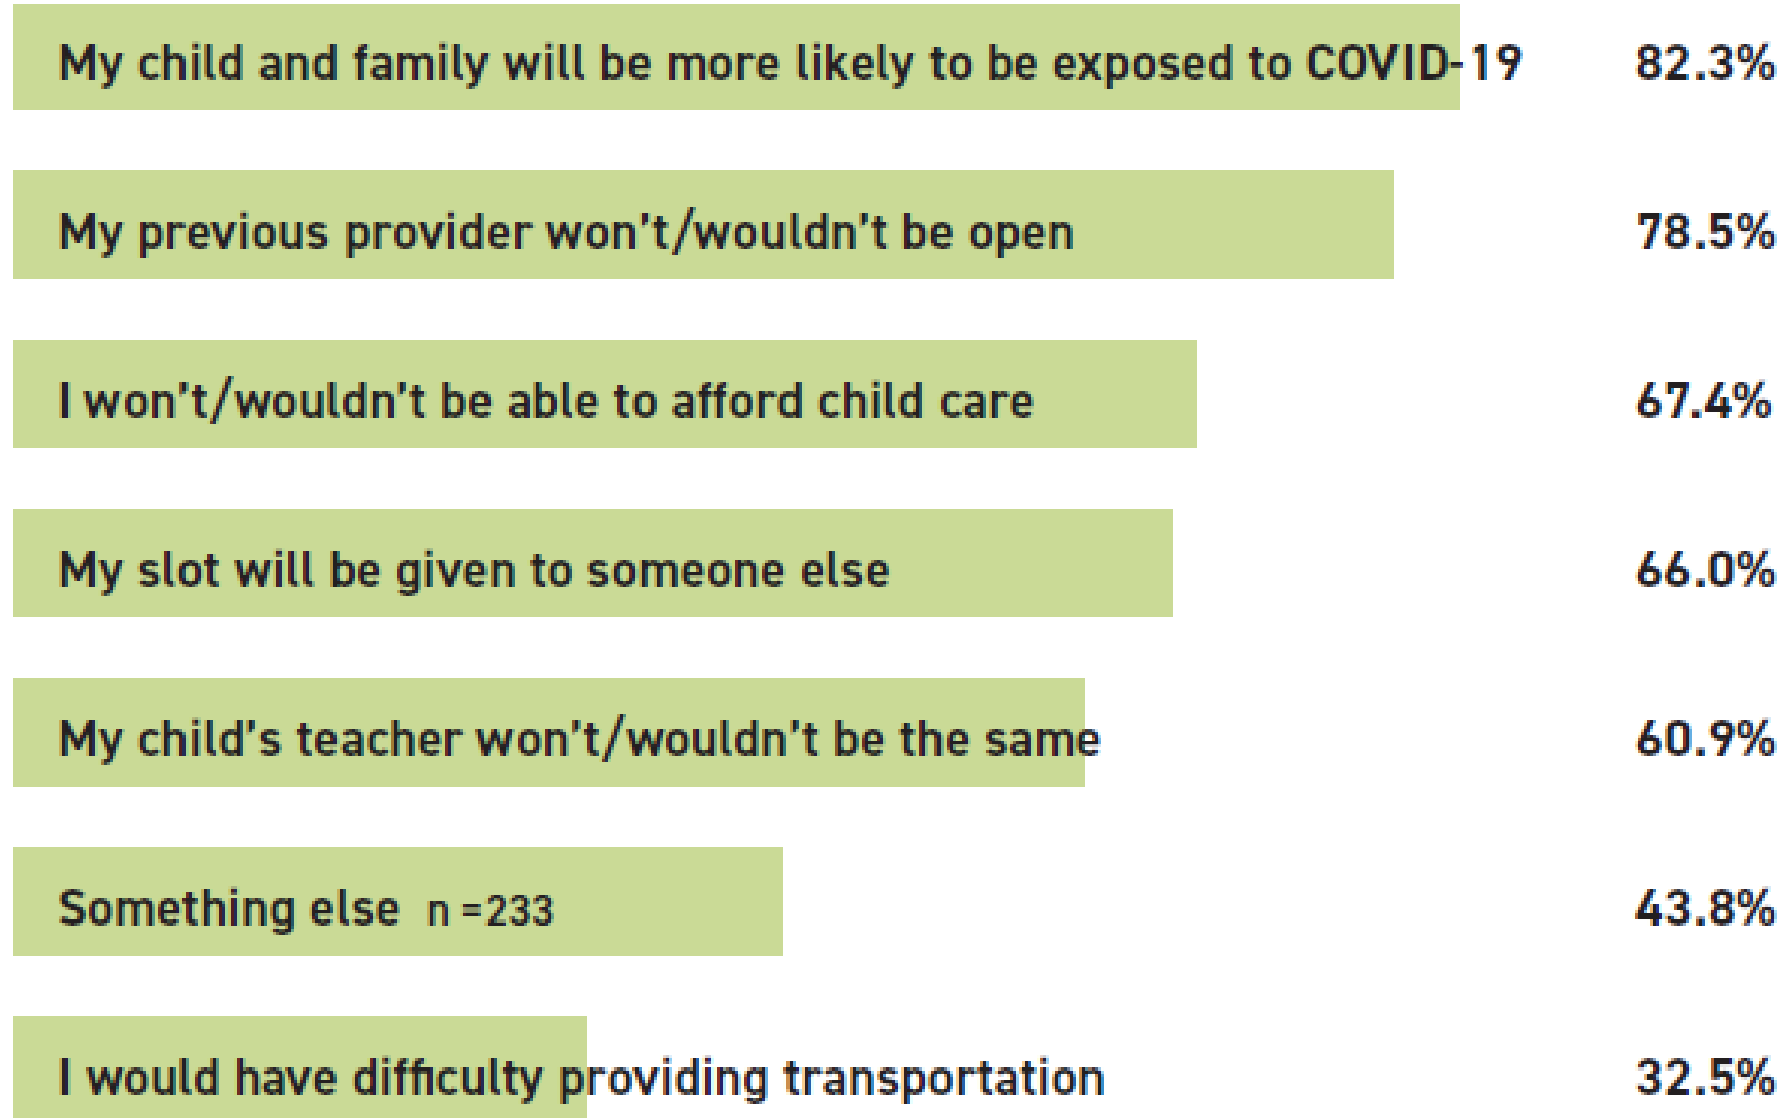 My child and family will be more likely to be exposed to COVID-19 82.3%
My previous provider won't/wouldn't be open 78.5%
I won't/wouldn't be able to afford child care 67.4%
My slot will be given to someone else 66.0%
My child's teacher won't/wouldn't be the same 60.9%
Something else n =233 43.8%
I would have difficulty providing transportation 32.5%